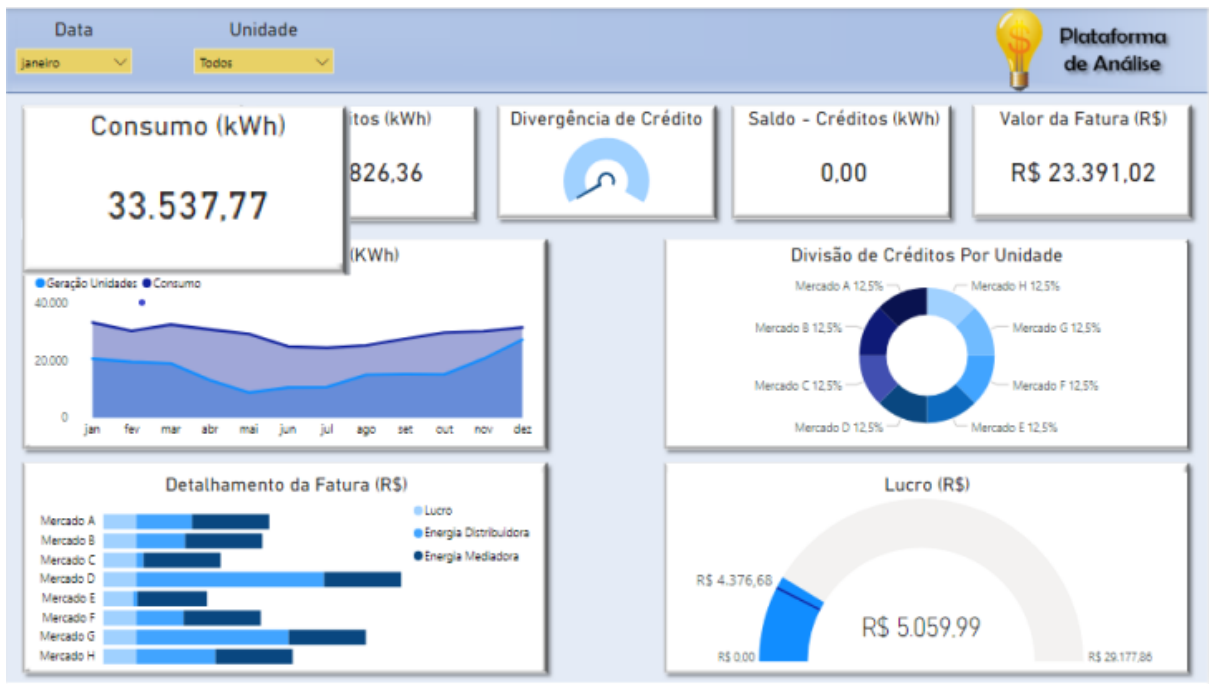 Data
Unidade
janeiro
Todos
Plataforma
de Análise
Consumo (kWh)
33.537,77
itos (kWh)
826,36
Divergência de Crédito
Saldo - Créditos (kWh)
0,00
Valor da Fatura (R$)
R$ 23.391,02
(KWh)
Geração Unidades Consumo
40.000
20.000
0
jan fev mar abr mai jun jul ago set out nov dez
Divisão de Créditos Por Unidade
Mercado A 12.5%
Mercado H 12.5%
Mercado B 12.5%
Mercado G 12.5%
Mercado C 12.5%
Mercado F 12.5%
Mercado D 12.5%
Mercado E 12.5%
Detalhamento da Fatura (R$)
Mercado A
Mercado B
Mercado C
Mercado D
Mercado E
Mercado F
Mercado G
Mercado H
Lucro
Energia Distribuidora
Energia Mediadora
Lucro (R$)
R$ 4.376,68
R$ 5.059,99
R$ 0,00
R$ 29.177,86